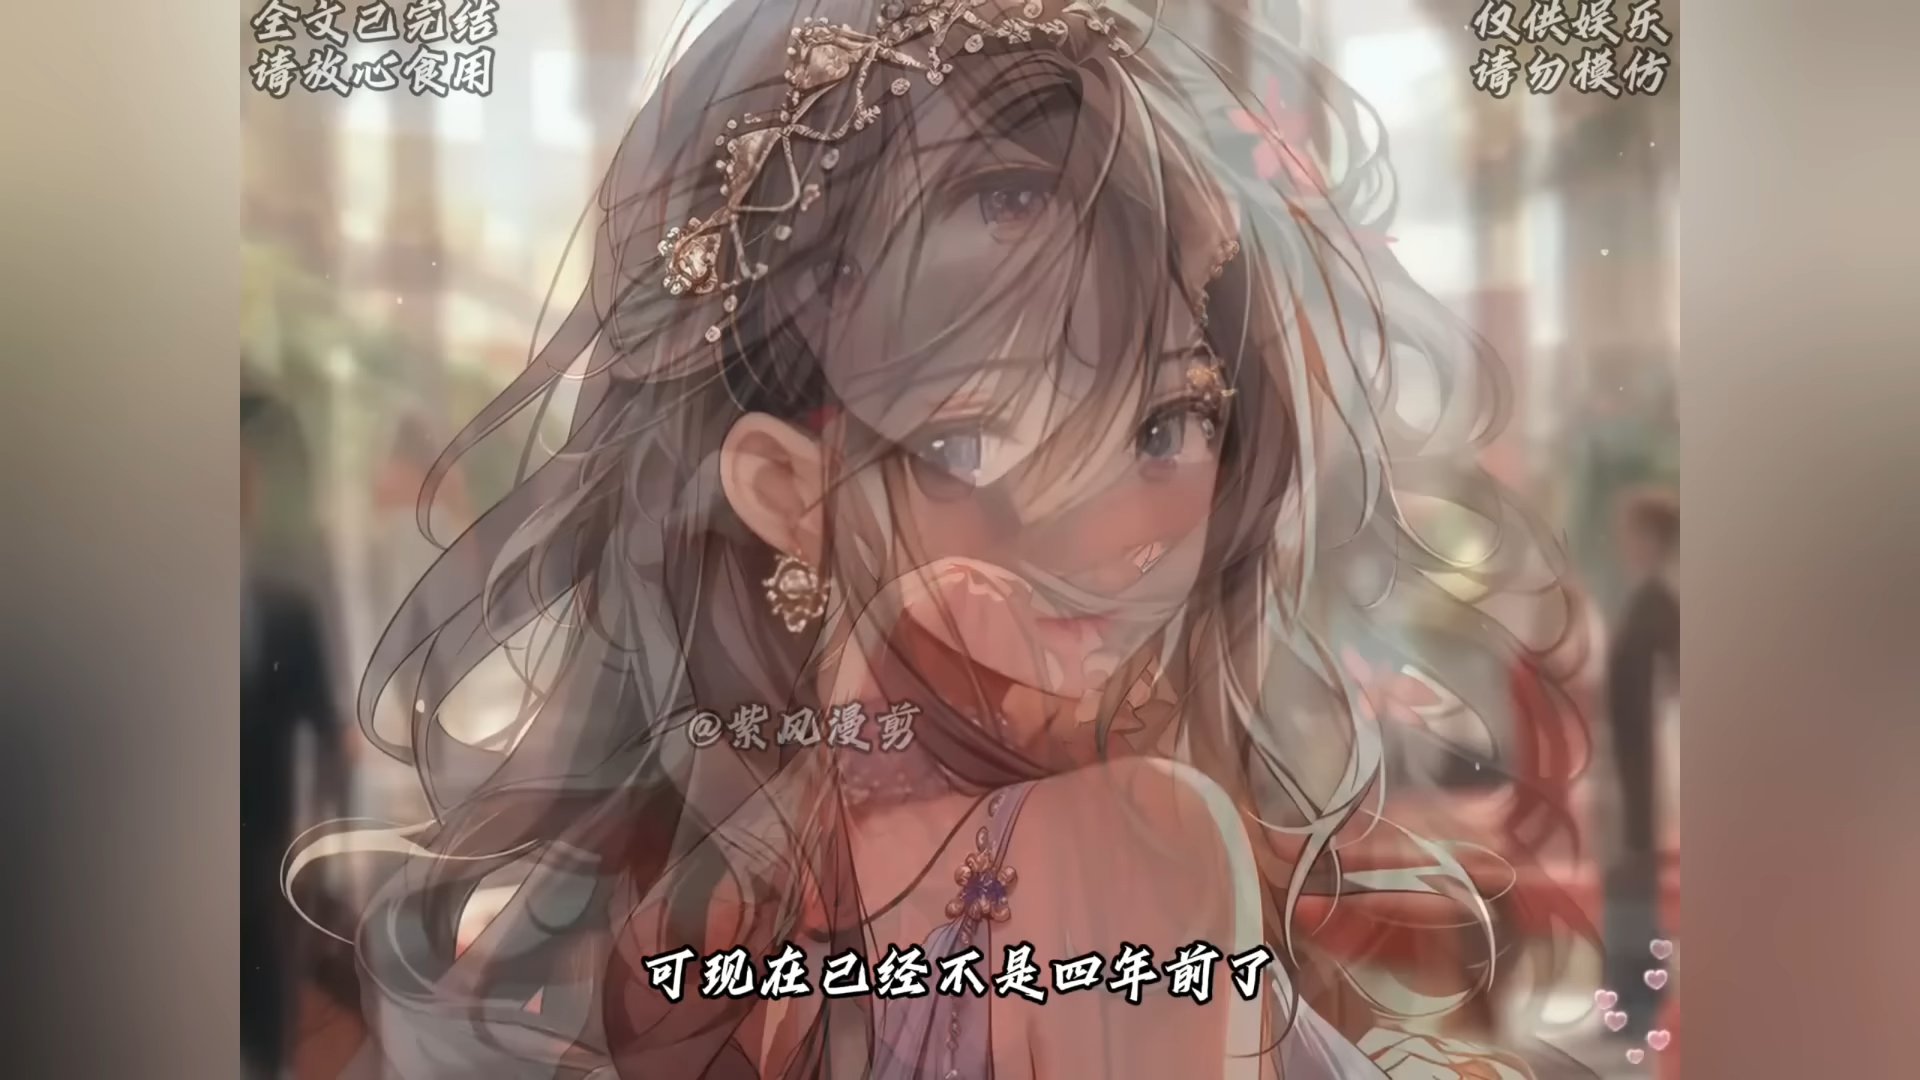 全文已完结
请放心食用
仅供娱乐
请勿模仿
@紫风漫剪
可现在已经不是四年前了